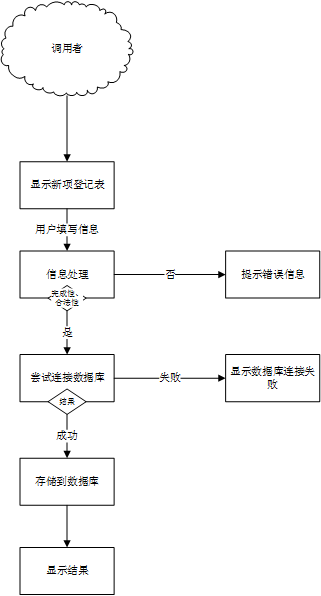 调用者
显示新项登记表
用户填写信息
信息处理
否
提示错误信息
完成性、
合法性
是
尝试连接数据库
失败
显示数据库连接失
败
结果
成功
存储到数据库
显示结果